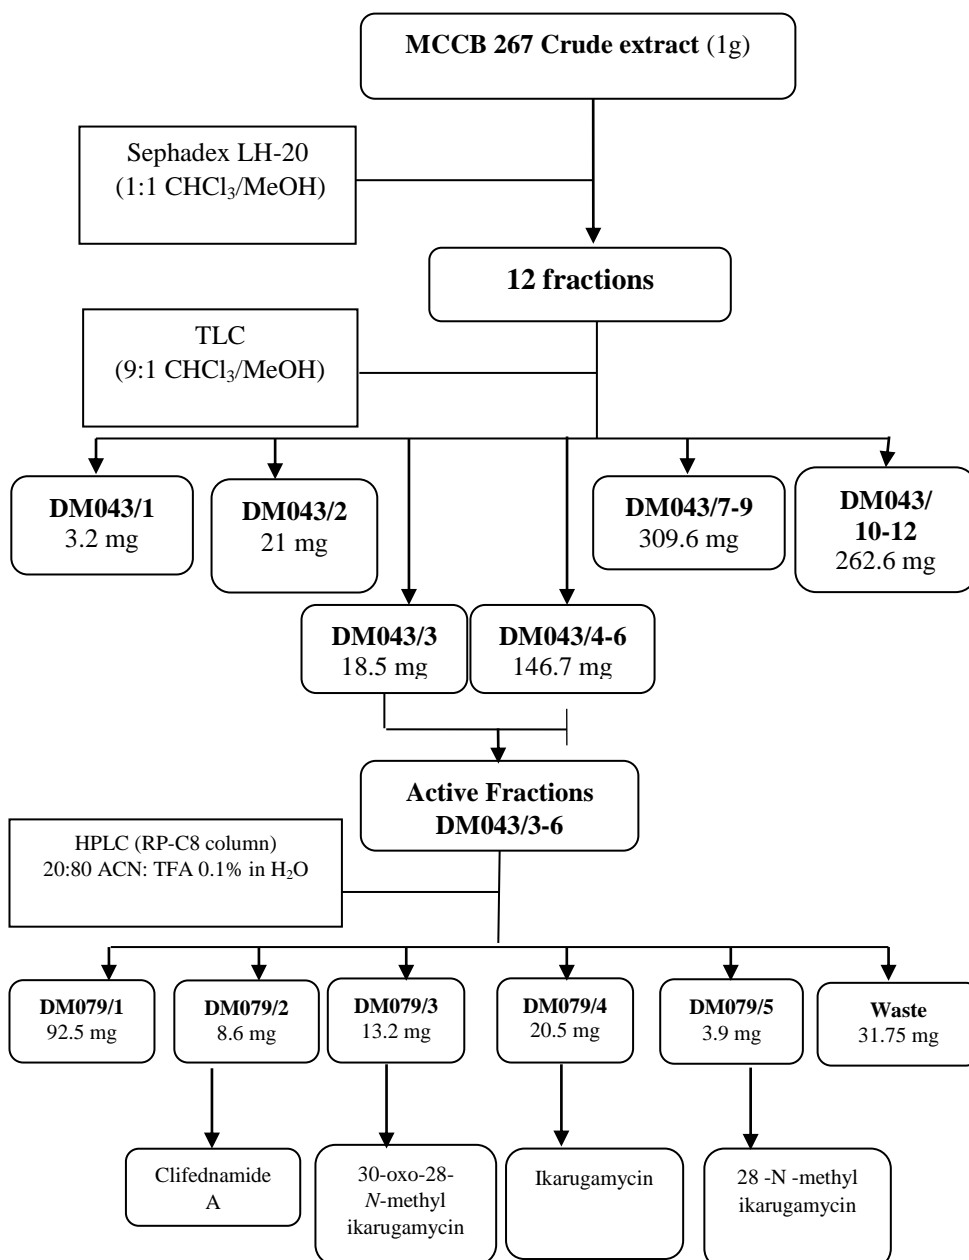 MCCB 267 Crude extract (1g)
Sephadex LH-20
(1:1 CHCl₃/MeOH)
12 fractions
TLC
(9:1 CHCl₃/MeOH)
DM043/1
3.2 mg
DM043/2
21 mg
DM043/7-9
309.6 mg
DM043/
10-12
262.6 mg
DM043/3
18.5 mg
DM043/4-6
146.7 mg
Active Fractions
DM043/3-6
HPLC (RP-C8 column)
20:80 ACN: TFA 0.1% in H₂O
DM079/1
92.5 mg
DM079/2
8.6 mg
DM079/3
13.2 mg
DM079/4
20.5 mg
DM079/5
3.9 mg
Waste
31.75 mg
Clifednamide
A
30-oxo-28-
N-methyl
ikarugamycin
Ikarugamycin
28 -N -methyl
ikarugamycin